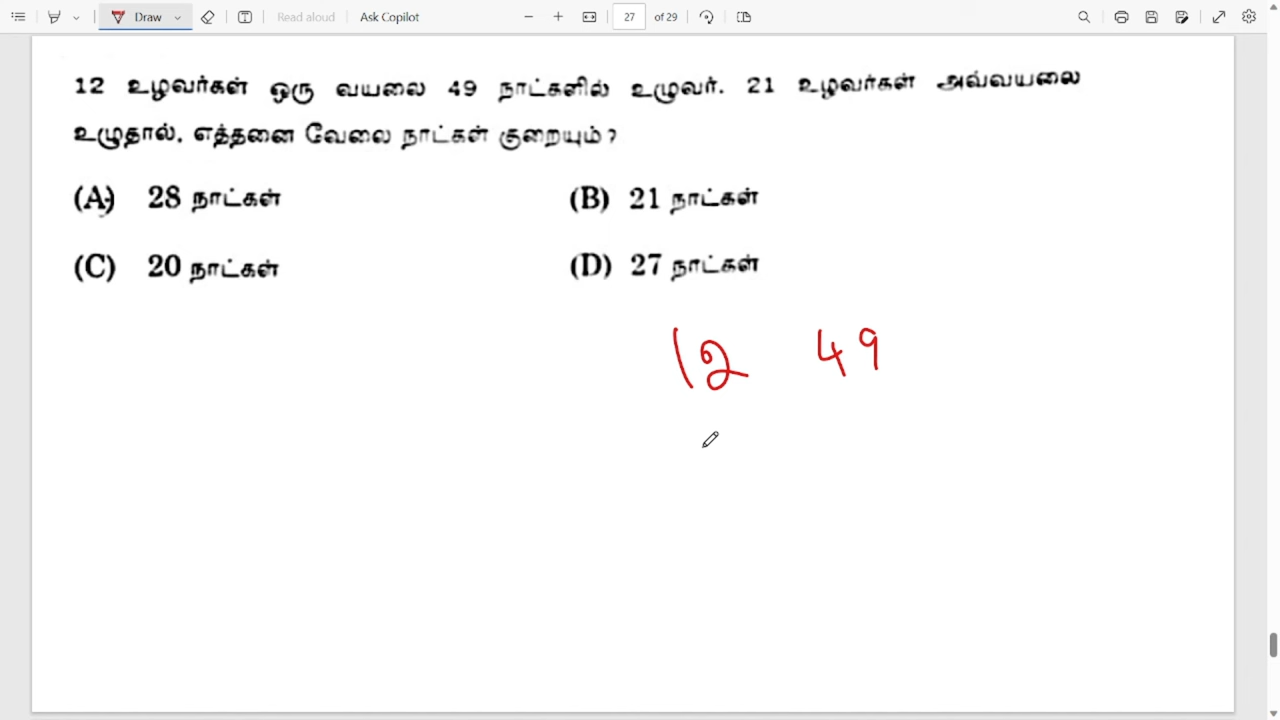 Draw Read aloud Ask Copilot 27 of 29
12 உழவர்கள் ஒரு வயலை 49 நாட்களில் உழுவர். 21 உழவர்கள் அவ்வயலை
உழுதால், எத்தனை வேலை நாட்கள் குறையும் ?
(A) 28 நாட்கள் (B) 21 நாட்கள்
(C) 20 நாட்கள் (D) 27 நாட்கள்
12 49